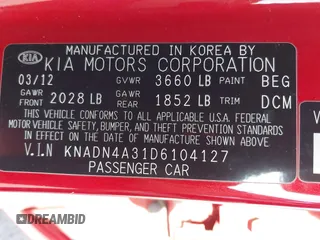 MANUFACTURED IN KOREA BY
KIA KIA MOTORS CORPORATION
03/12 GVWR 3660 LB PAINT BEG
GAWR FRONT 2028 LB GAWR REAR 1852 LB TRIM DCM
THIS VEHICLE CONFORMS TO ALL APPLICABLE U.S.A FEDERAL
MOTOR VEHICLE SAFETY, BUMPER, AND THEFT PREVENTION STANDARDS
IN EFFECT ON THE DATE OF MANUFACTURE SHOWN ABOVE.
V.I.N KNADN4A31D6104127
PASSENGER CAR
DREAMBID